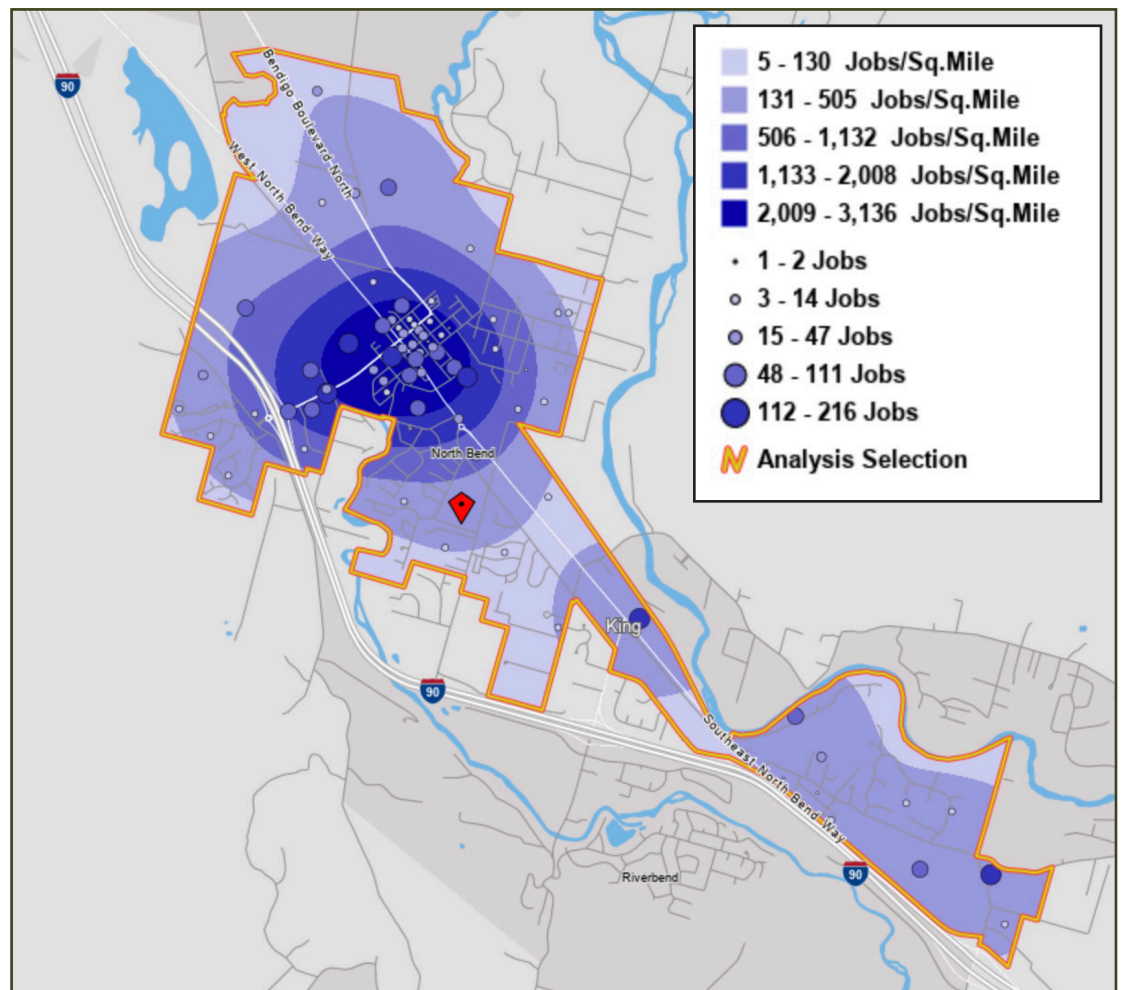 5 - 130 Jobs/Sq.Mile
131 - 505 Jobs/Sq.Mile
506 - 1,132 Jobs/Sq.Mile
1,133 - 2,008 Jobs/Sq.Mile
2,009 - 3,136 Jobs/Sq.Mile
1 - 2 Jobs
3 - 14 Jobs
15 - 47 Jobs
48 - 111 Jobs
112 - 216 Jobs
Analysis Selection
90
Bendigo Boulevard North
West North Bend Way
North Bend
King
90
Southeast North Bend Way
90
Riverbend